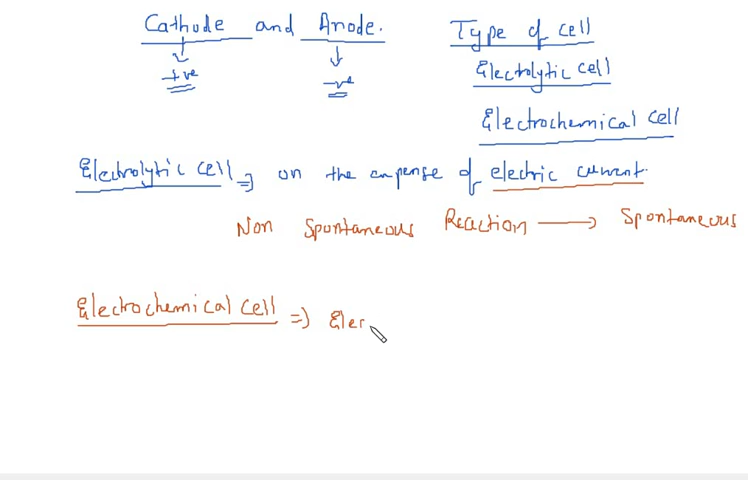 Cathode and Anode.
+ve
-ve
Type of cell
Electrolytic cell
Electrochemical cell
Electrolytic cell => on the expense of electric current.
Non Spontaneous Reaction → Spontaneous
Electrochemical cell => Elec